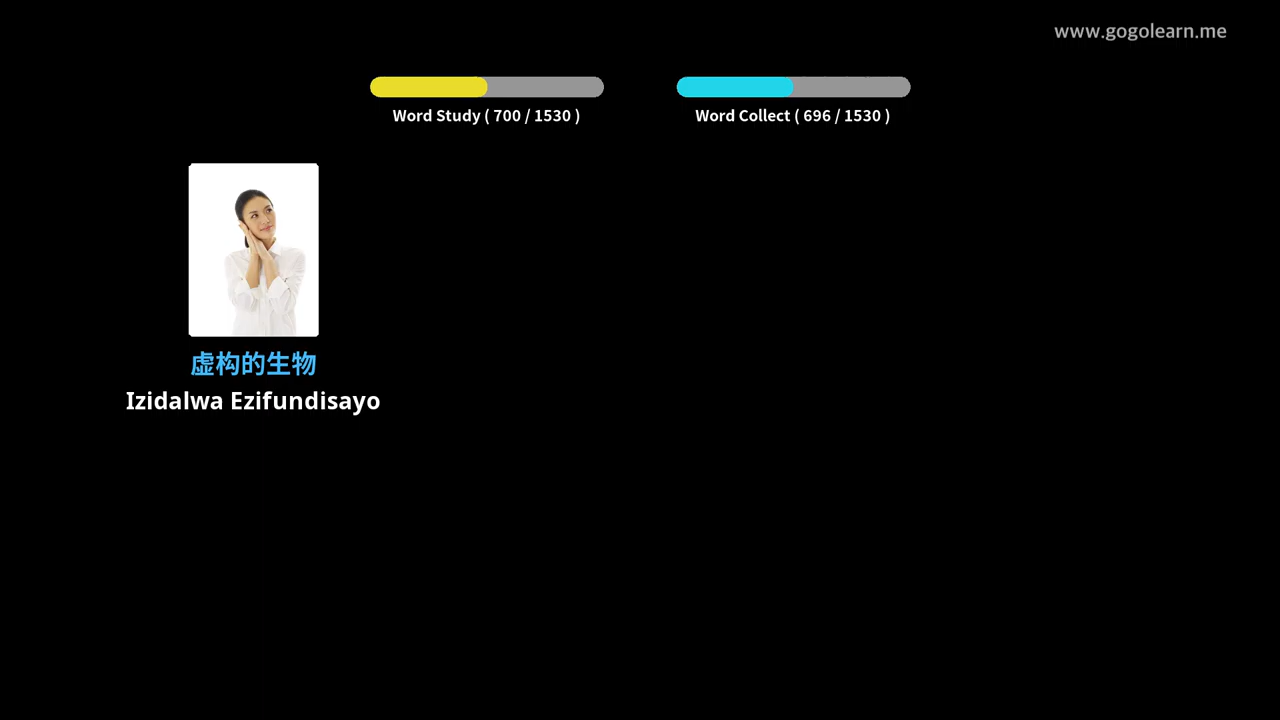 www.gogolearn.me
Word Study ( 700 / 1530 )
Word Collect ( 696 / 1530 )
虚构的生物
Izidalwa Ezifundisayo